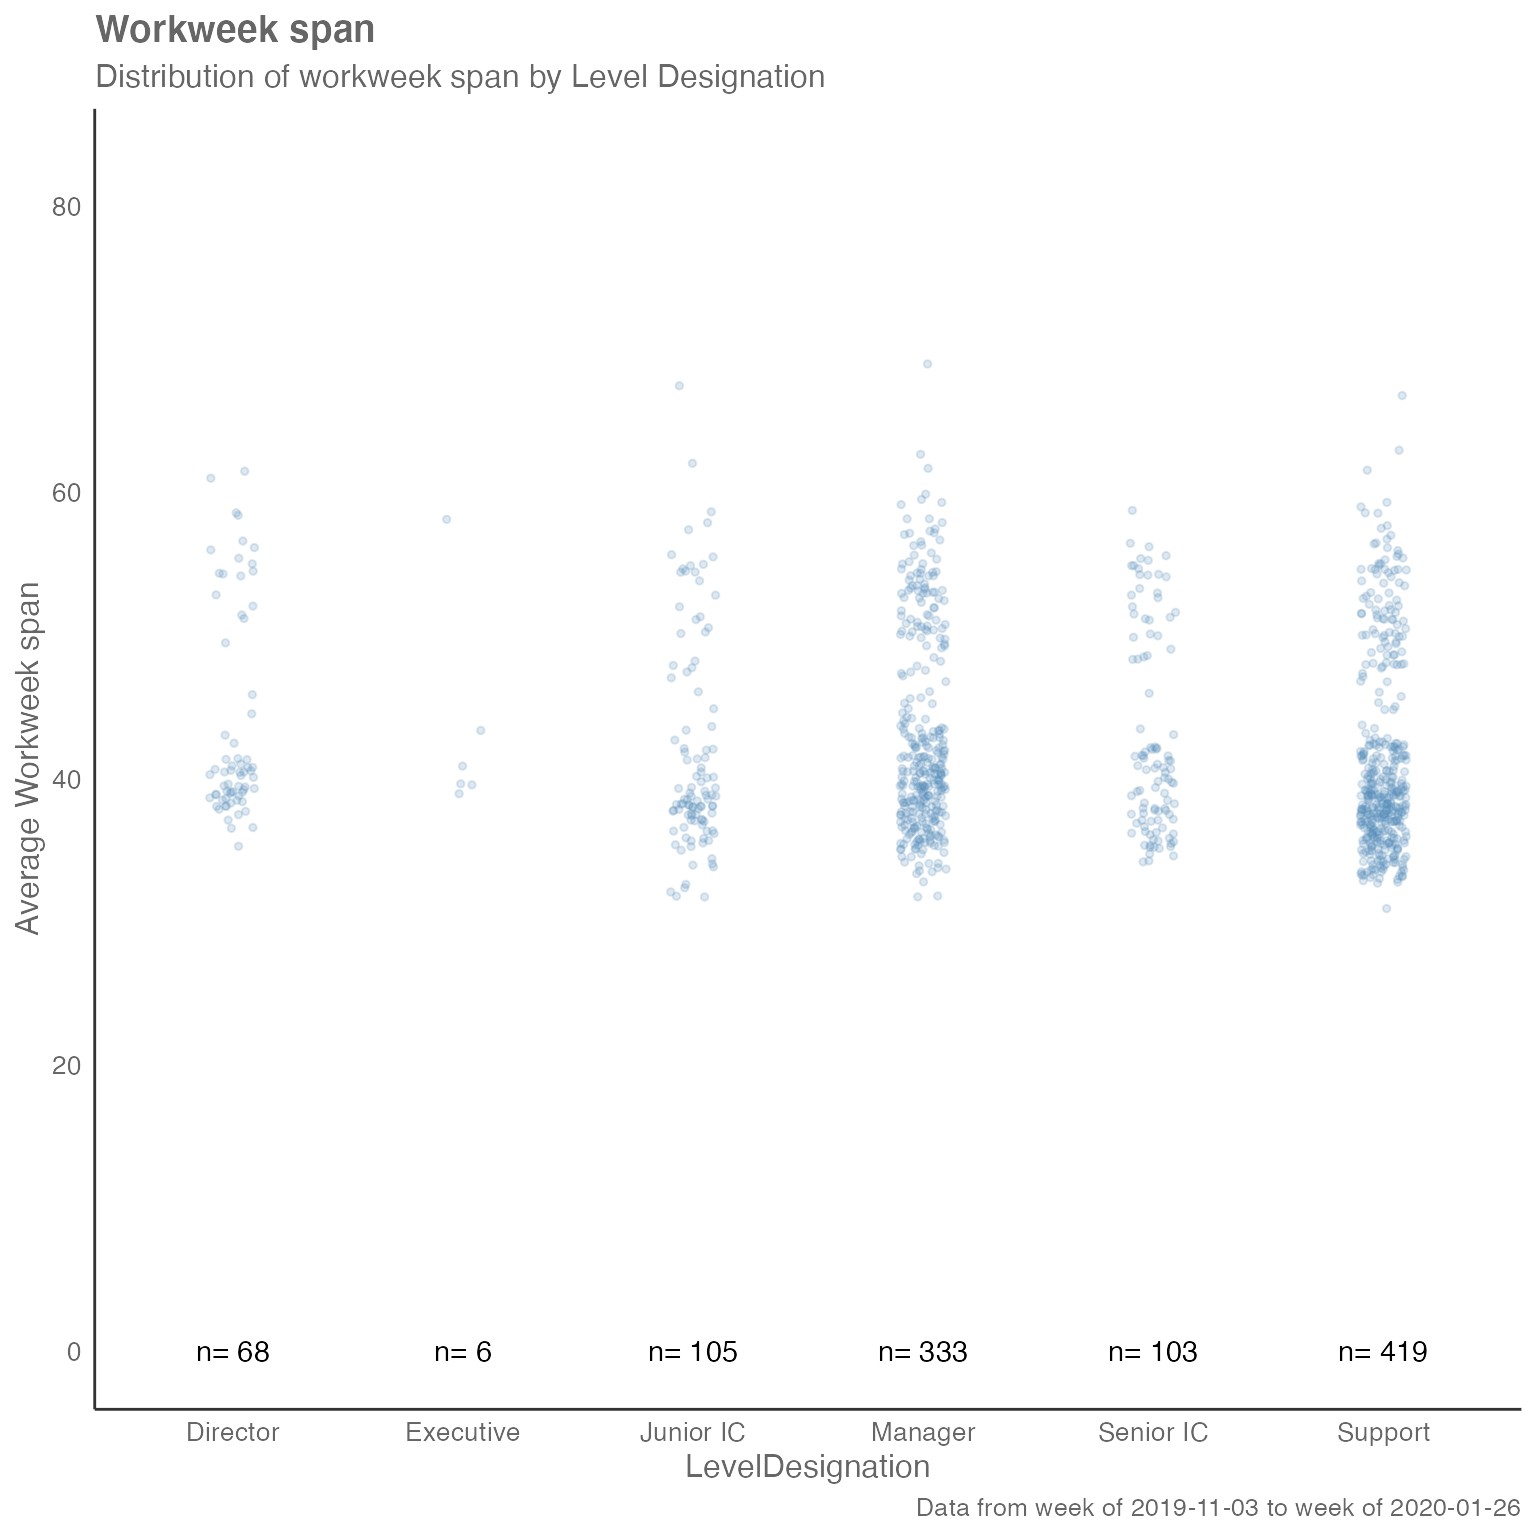 Workweek span
Distribution of workweek span by Level Designation
Average Workweek span
80
60
40
20
0
n= 68 n= 6 n= 105 n= 333 n= 103 n= 419
Director Executive Junior IC Manager Senior IC Support
LevelDesignation
Data from week of 2019-11-03 to week of 2020-01-26